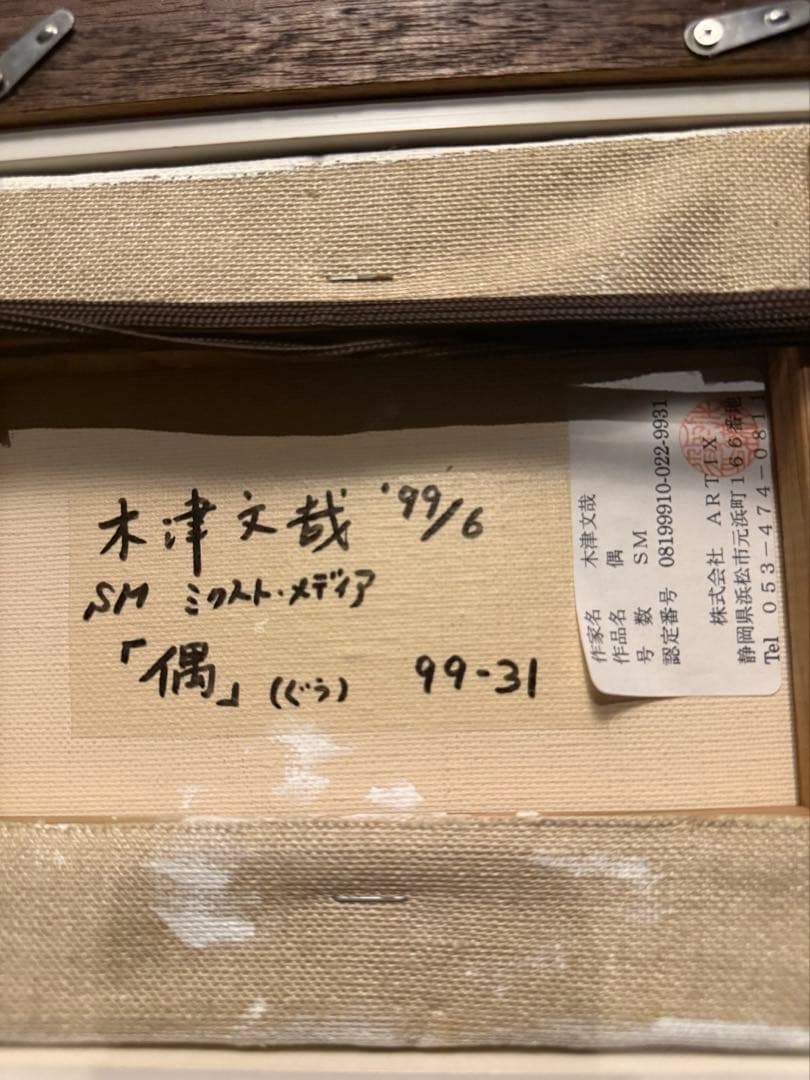 木津文哉 '99/6
SM ミクスト・メディア
「偶」(ぐう) 99-31
作家名 木津文哉
作品名 偶
号 数 SM
認定番号 08199910-022-9931
株式会社 ARTEX
静岡県浜松市元浜町166番地
Tel 053-474-0811